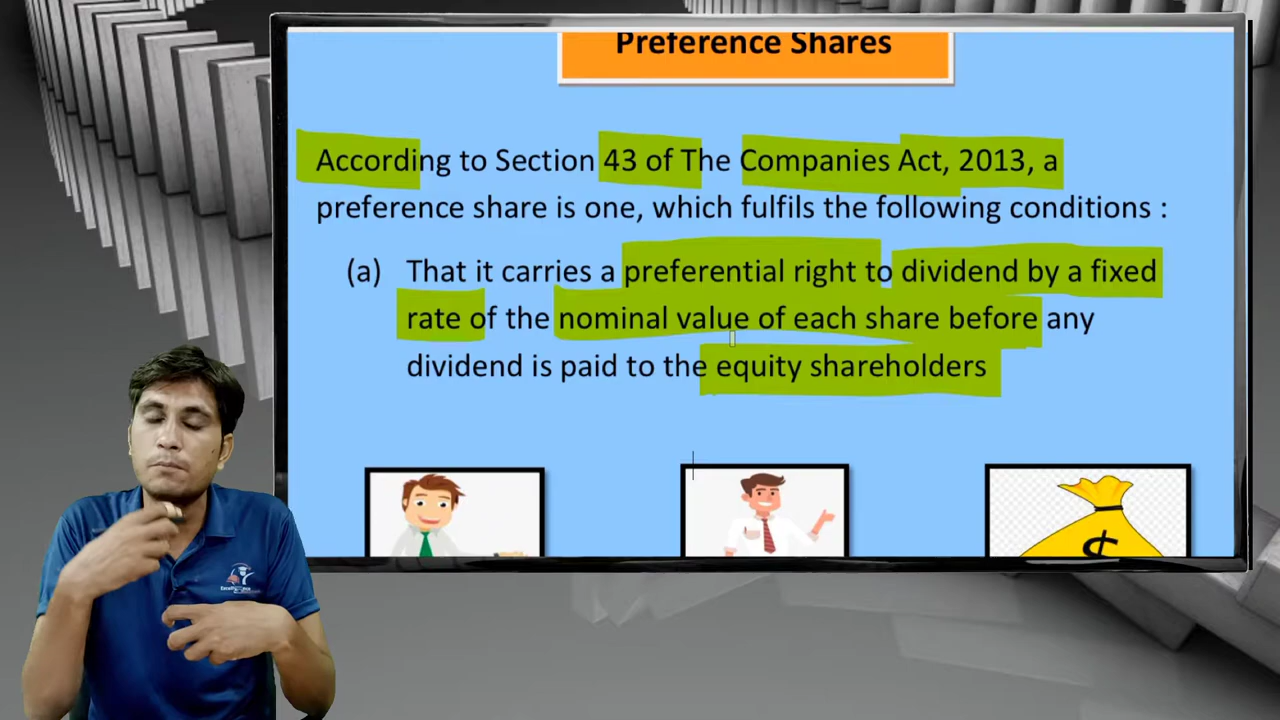 Preference Shares
According to Section 43 of The Companies Act, 2013, a
preference share is one, which fulfils the following conditions :
(a) That it carries a preferential right to dividend by a fixed
rate of the nominal value of each share before any
dividend is paid to the equity shareholders